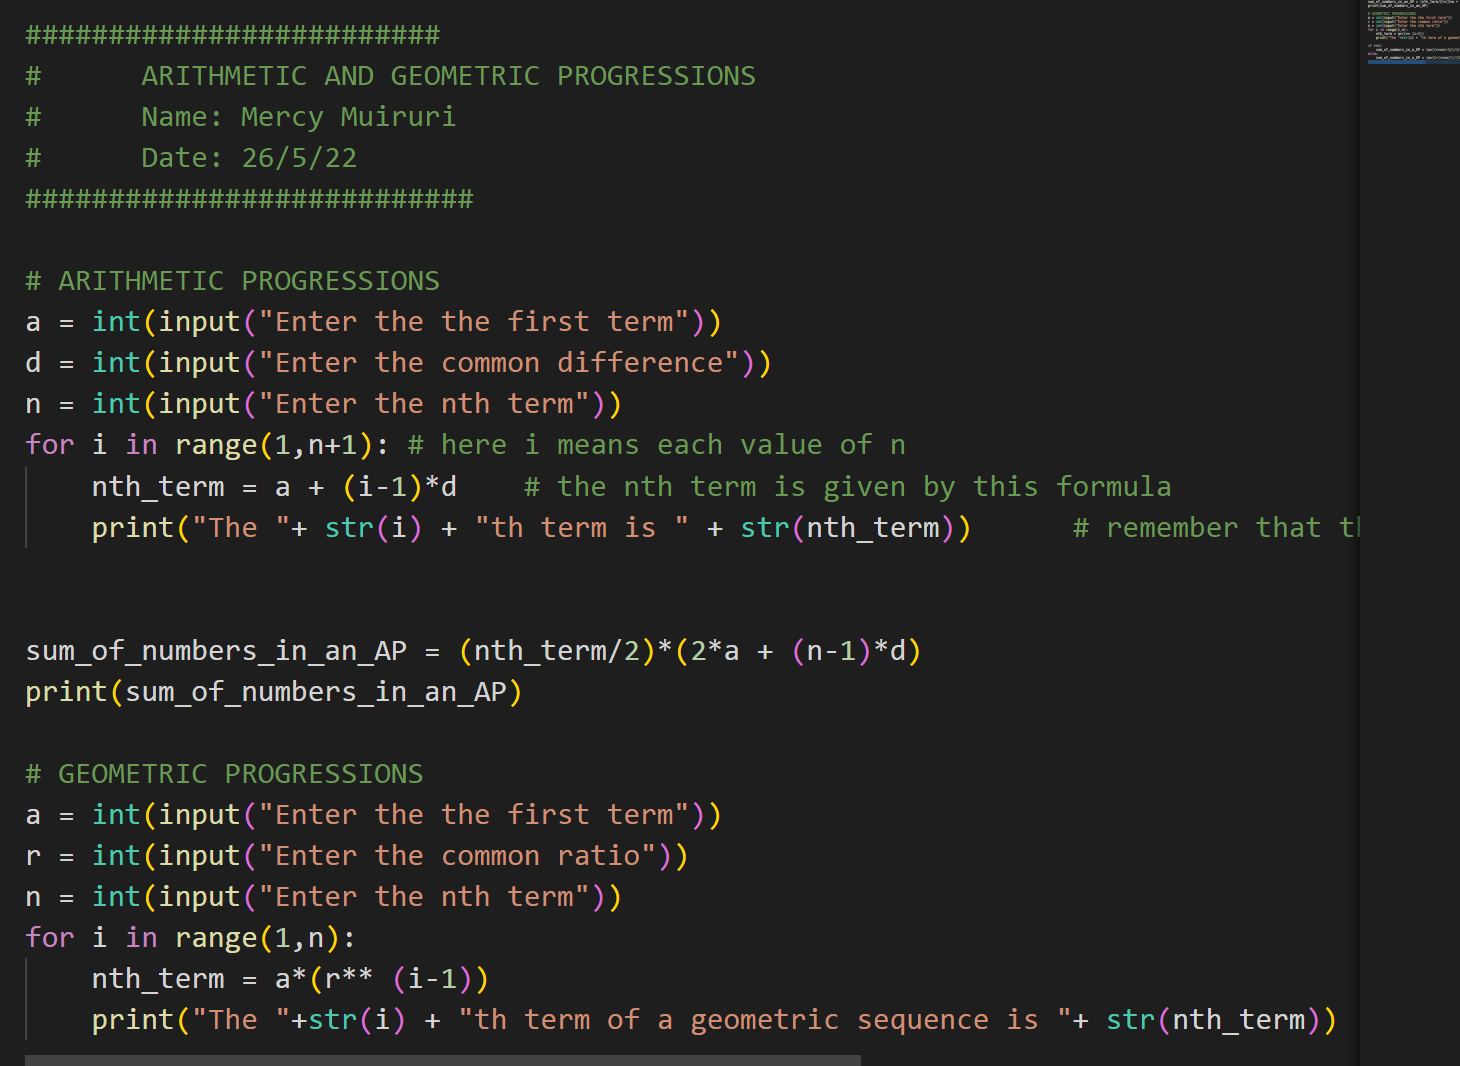 #########################
#      ARITHMETIC AND GEOMETRIC PROGRESSIONS
#      Name: Mercy Muiruri
#      Date: 26/5/22
###########################
# ARITHMETIC PROGRESSIONS
a = int(input("Enter the the first term"))
d = int(input("Enter the common difference"))
n = int(input("Enter the nth term"))
for i in range(1,n+1): # here i means each value of n
    nth_term = a + (i-1)*d    # the nth term is given by this formula
    print("The "+ str(i) + "th term is " + str(nth_term))      # remember that
sum_of_numbers_in_an_AP = (nth_term/2)*(2*a + (n-1)*d)
print(sum_of_numbers_in_an_AP)
# GEOMETRIC PROGRESSIONS
a = int(input("Enter the the first term"))
r = int(input("Enter the common ratio"))
n = int(input("Enter the nth term"))
for i in range(1,n):
    nth_term = a*(r** (i-1))
    print("The "+str(i) + "th term of a geometric sequence is "+ str(nth_term))